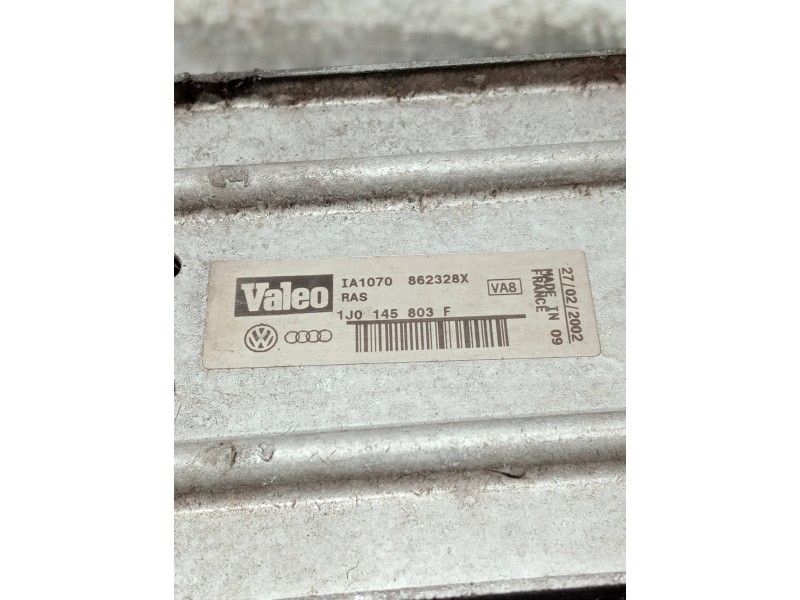 Valeo
IA1070 862328X
RAS
VA8
1J0 145 803 F
MADE IN
FRANCE
09
27/02/2002